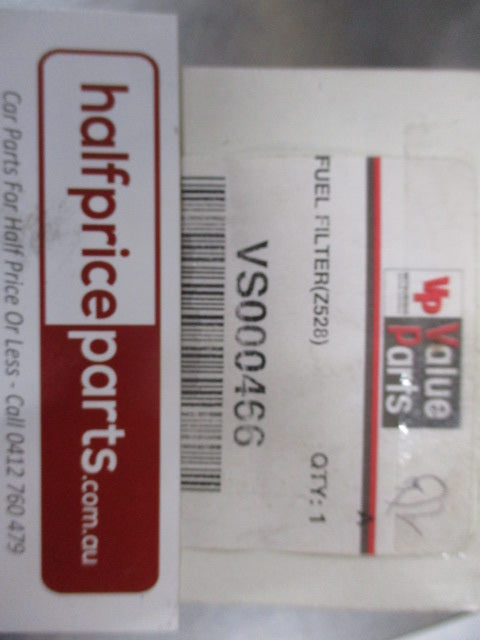 Vp Value
Parts
FUEL FILTER(Z528) QTY: 1
VS000466
halfpriceparts.com.au
Car Parts For Half Price Or Less - Call 0412 760 479